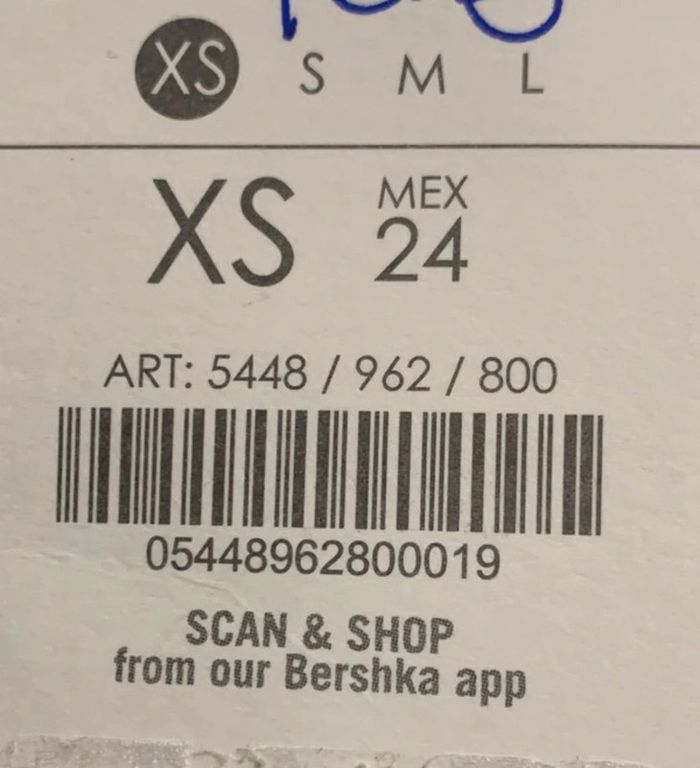 XS S M L
XS MEX 24
ART: 5448 / 962 / 800
05448962800019
SCAN & SHOP
from our Bershka app